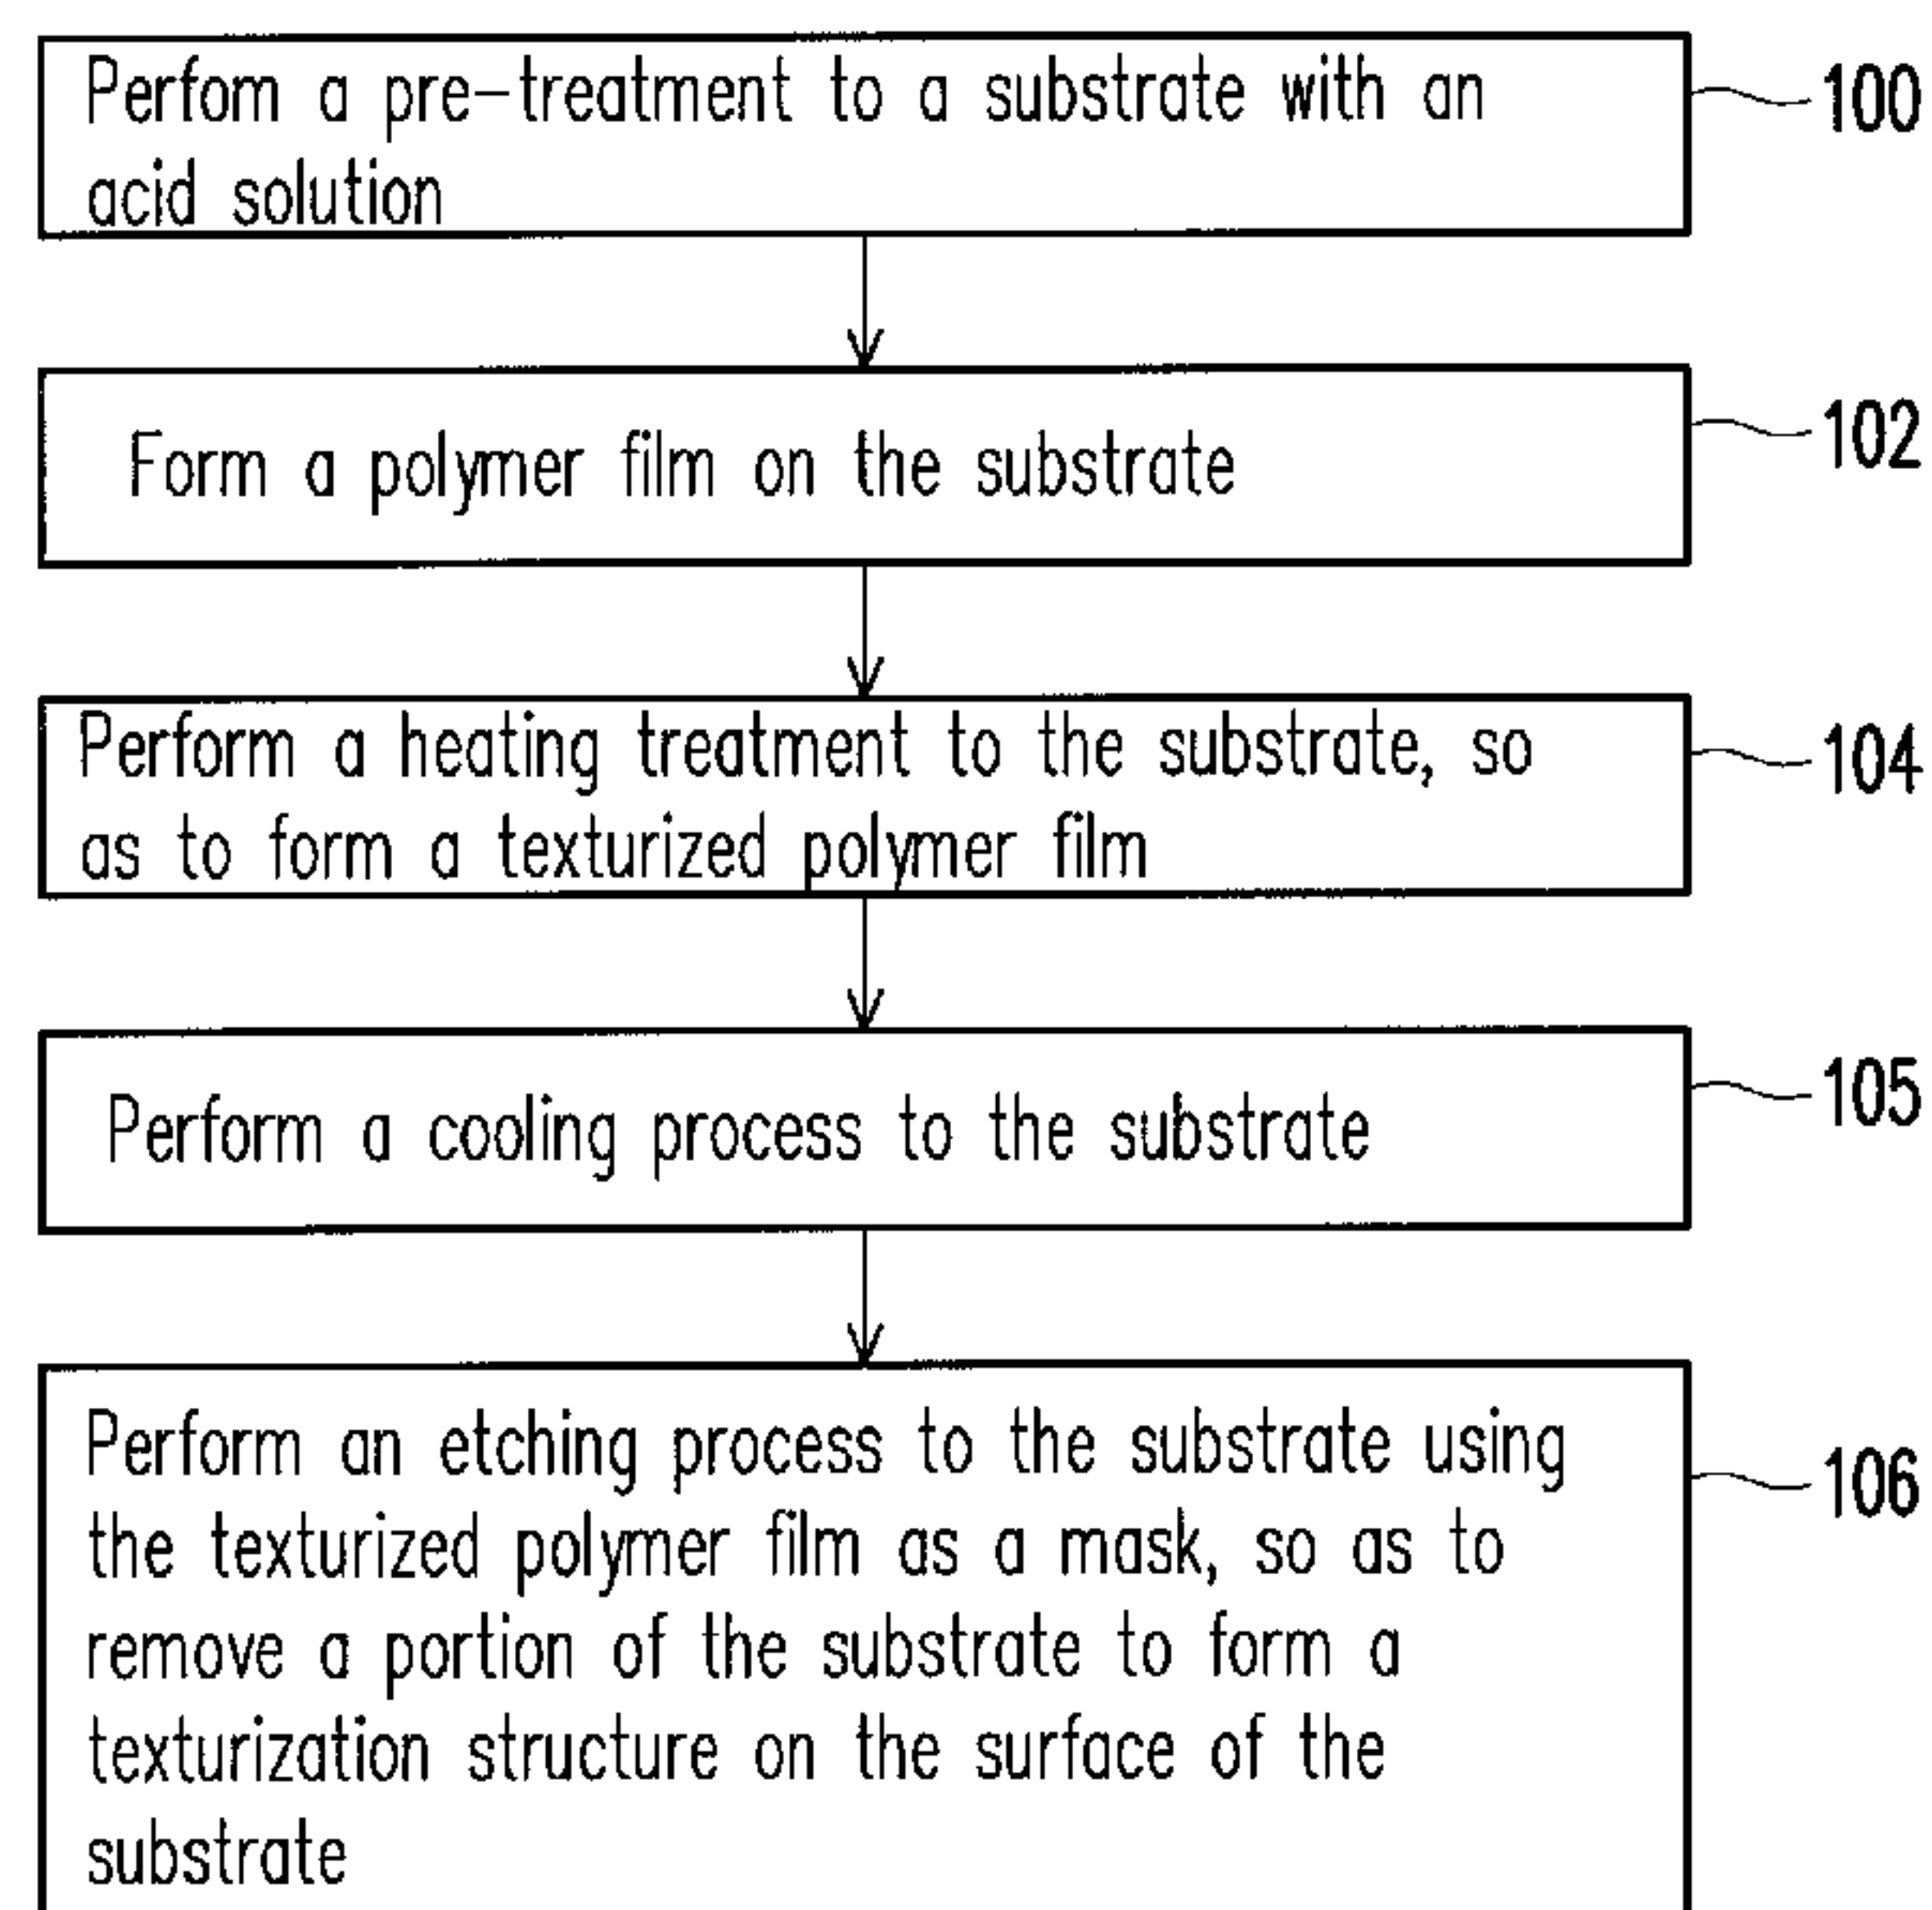 Perfom a pre-treatment to a substrate with an
acid solution
100
Form a polymer film on the substrate
102
Perform a heating treatment to the substrate, so
as to form a texturized polymer film
104
Perform a cooling process to the substrate
105
Perform an etching process to the substrate using
the texturized polymer film as a mask, so as to
remove a portion of the substrate to form a
texturization structure on the surface of the
substrate
106